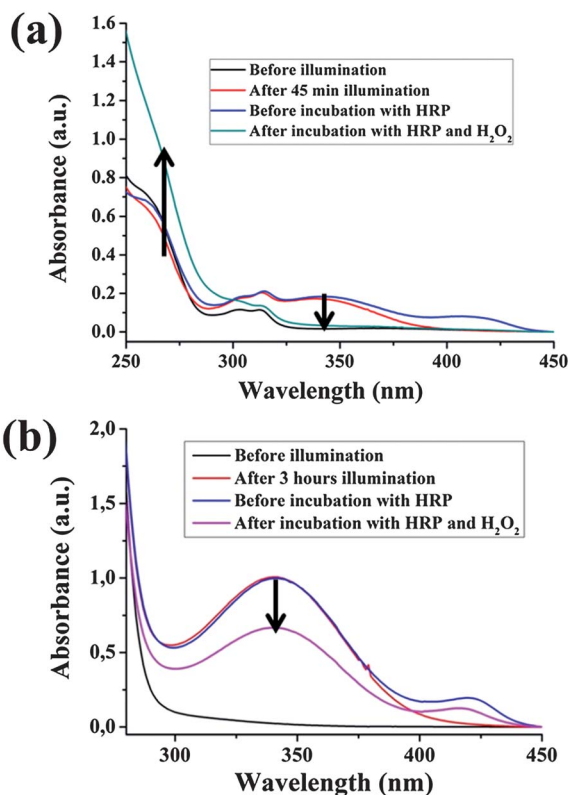 (a)
1.6
1.4
1.2
1.0
0.8
0.6
0.4
0.2
0.0
Absorbance (a.u.)
Before illumination
After 45 min illumination
Before incubation with HRP
After incubation with HRP and H₂O₂
250 300 350 400 450
Wavelength (nm)
(b)
2,0
1,5
1,0
0,5
0,0
Absorbance (a.u.)
Before illumination
After 3 hours illumination
Before incubation with HRP
After incubation with HRP and H₂O₂
300 350 400 450
Wavelength (nm)